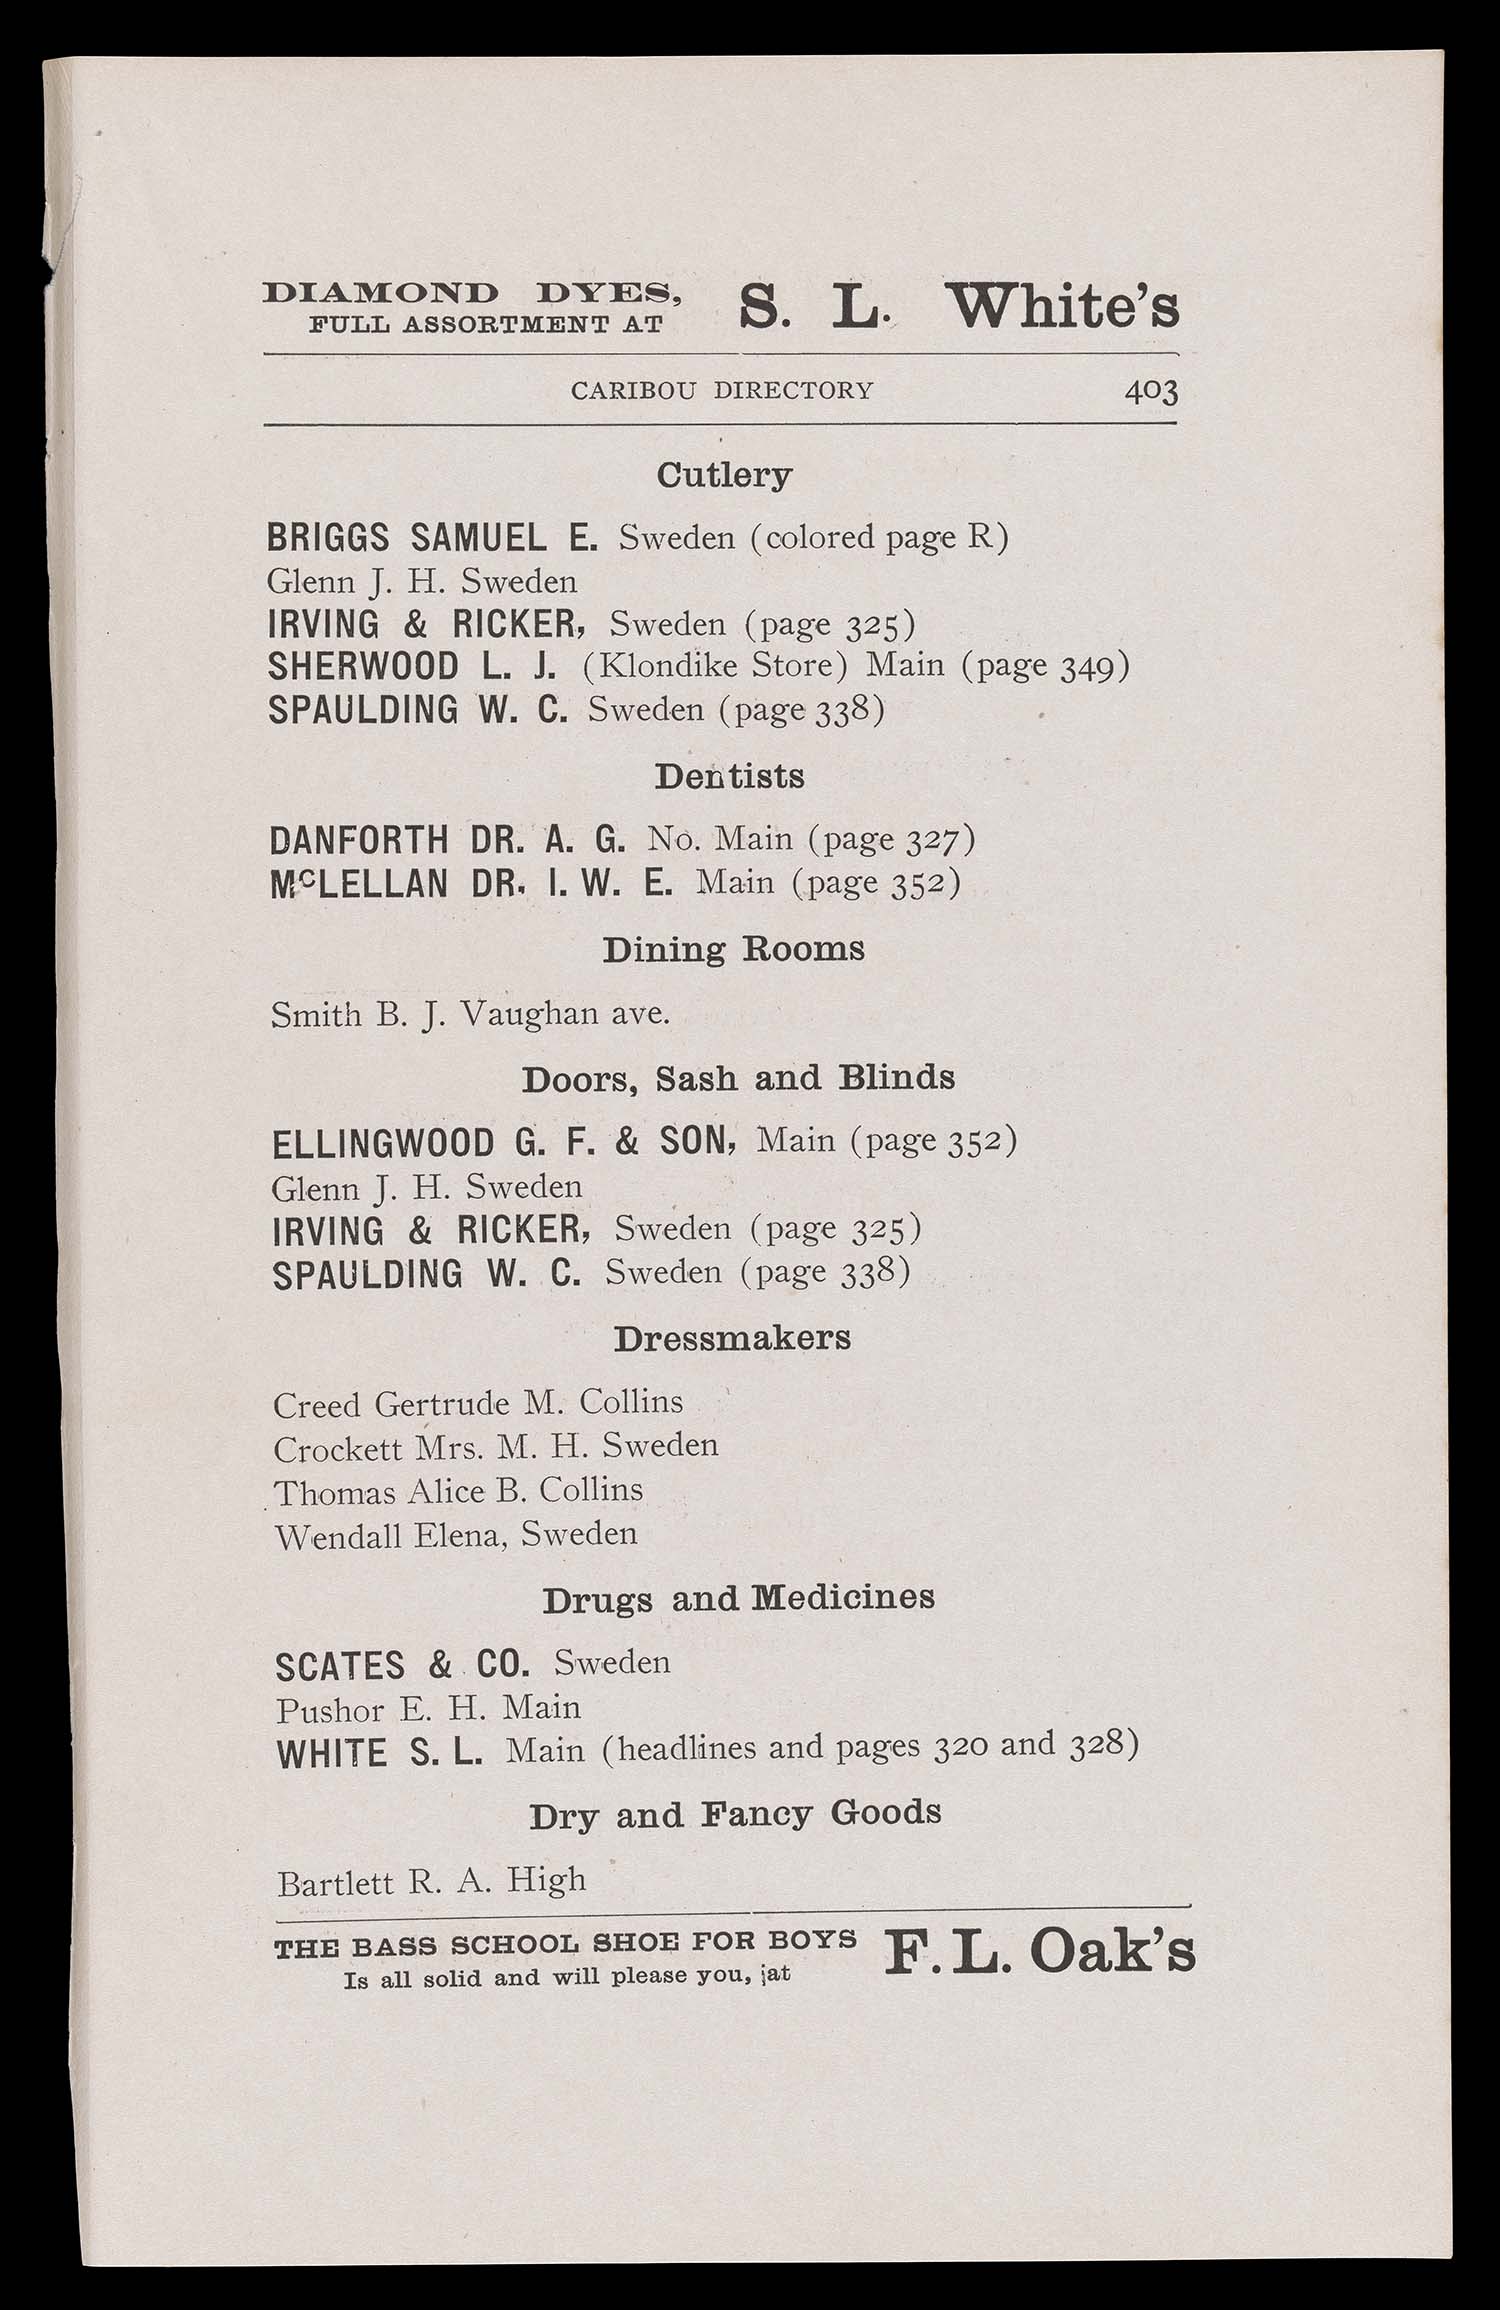 DIAMOND DYES,
FULL ASSORTMENT AT
S. L. White's
CARIBOU DIRECTORY 403
Cutlery
BRIGGS SAMUEL E. Sweden (colored page R)
Glenn J. H. Sweden
IRVING & RICKER, Sweden (page 325)
SHERWOOD L. J. (Klondike Store) Main (page 349)
SPAULDING W. C. Sweden (page 338)
Dentists
DANFORTH DR. A. G. No. Main (page 327)
McLELLAN DR. I. W. E. Main (page 352)
Dining Rooms
Smith B. J. Vaughan ave.
Doors, Sash and Blinds
ELLINGWOOD G. F. & SON, Main (page 352)
Glenn J. H. Sweden
IRVING & RICKER, Sweden (page 325)
SPAULDING W. C. Sweden (page 338)
Dressmakers
Creed Gertrude M. Collins
Crockett Mrs. M. H. Sweden
Thomas Alice B. Collins
Wendall Elena, Sweden
Drugs and Medicines
SCATES & CO. Sweden
Pushor E. H. Main
WHITE S. L. Main (headlines and pages 320 and 328)
Dry and Fancy Goods
Bartlett R. A. High
THE BASS SCHOOL SHOE FOR BOYS
Is all solid and will please you, at
F. L. Oak's